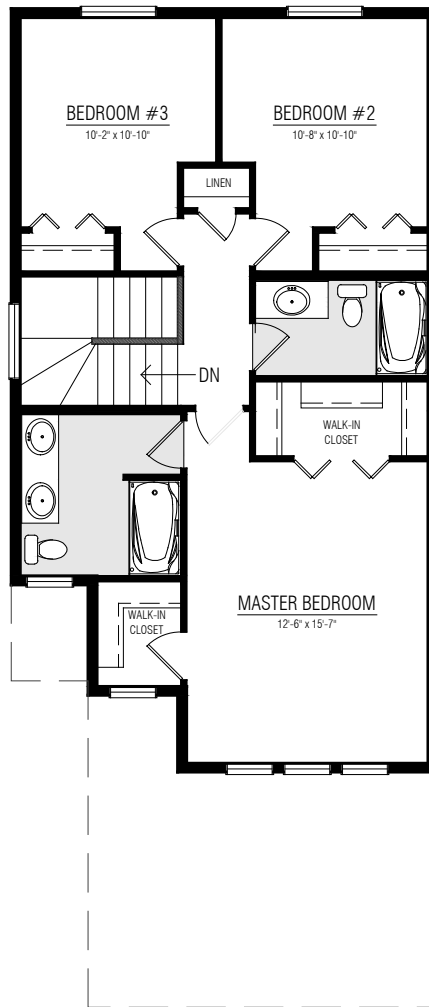 BEDROOM #3
10'-2" x 10'-10"
BEDROOM #2
10'-8" x 10'-10"
LINEN
DN
WALK-IN
CLOSET
MASTER BEDROOM
12'-6" x 15'-7"
WALK-IN
CLOSET